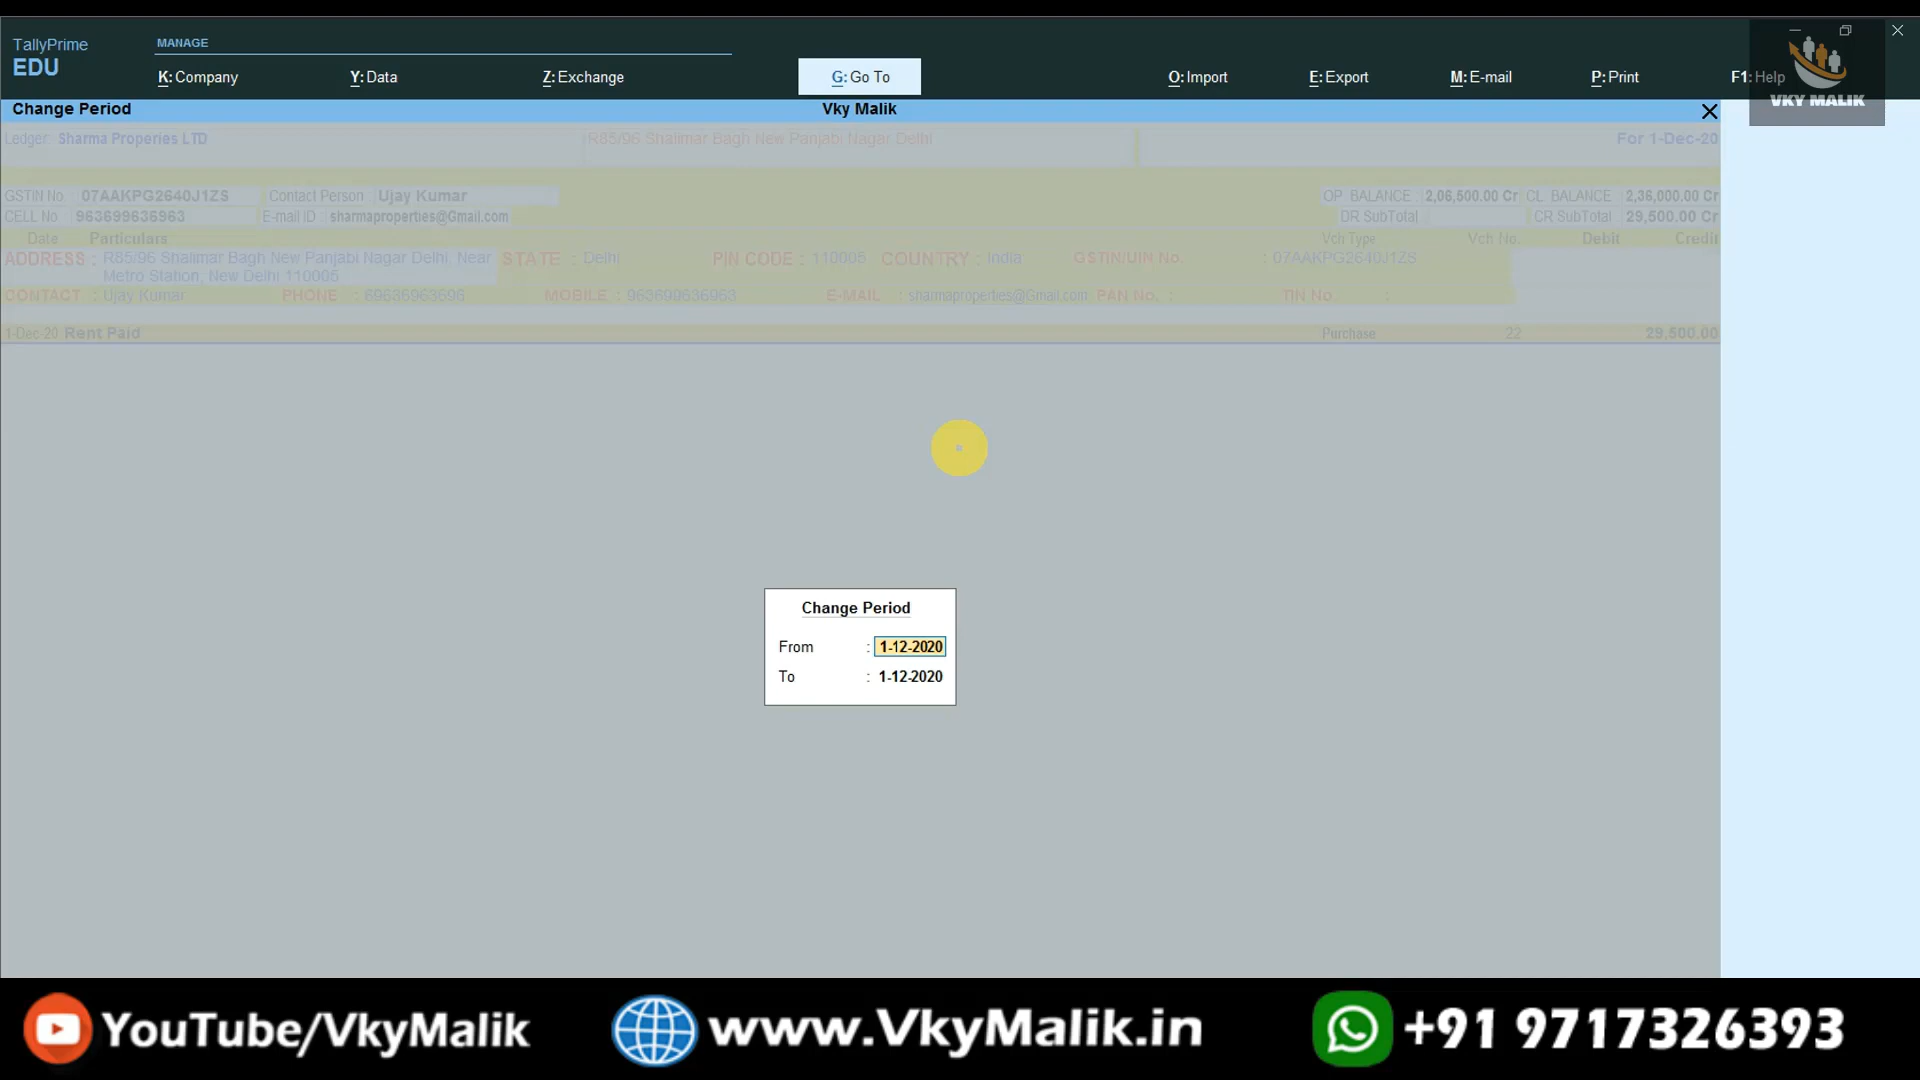 TallyPrime
EDU
MANAGE
K: Company Y: Data Z: Exchange G: Go To O: Import E: Export M: E-mail P: Print F1: Help
VKY MALIK
Change Period Vky Malik
Ledger: Sharma Properies LTD R85/96 Shalimar Bagh New Panjabi Nagar Delhi For 1-Dec-20
GSTIN No. 07AAKPG2640J1ZS Contact Person : Ujay Kumar OP. BALANCE : 2,06,500.00 Cr CL. BALANCE : 2,36,000.00 Cr
CELL No. 963699636963 E-mail iD : sharmaproperties@Gmail.com DR SubTotal CR SubTotal : 29,500.00 Cr
Date Particulars Vch Type Vch No. Debit Credit
ADDRESS : R85/96 Shalimar Bagh New Panjabi Nagar Delhi, Near STATE : Delhi PIN CODE : 110005 COUNTRY : India GSTIN/UIN No. : 07AAKPG2640J1ZS
Metro Station, New Delhi 110005
CONTACT : Ujay Kumar PHONE : 69636963696 MOBILE : 963699636963 E-MAIL : sharmaproperties@Gmail.com PAN No. : TIN No. :
1-Dec-20 Rent Paid Purchase 22 29,500.00
Change Period
From : 1-12-2020
To : 1-12-2020
YouTube/VkyMalik www.VkyMalik.in +91 9717326393